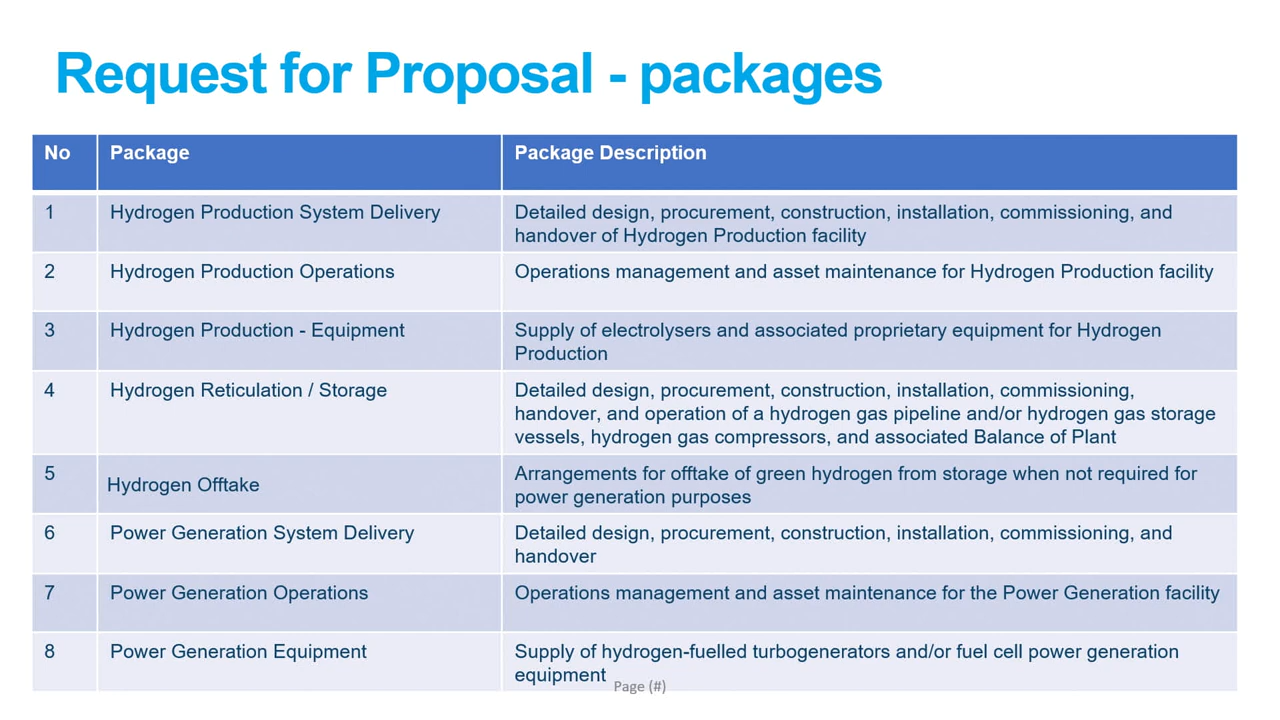 Request for Proposal - packages
No Package Package Description
1 Hydrogen Production System Delivery Detailed design, procurement, construction, installation, commissioning, and
handover of Hydrogen Production facility
2 Hydrogen Production Operations Operations management and asset maintenance for Hydrogen Production facility
3 Hydrogen Production - Equipment Supply of electrolysers and associated proprietary equipment for Hydrogen
Production
4 Hydrogen Reticulation / Storage Detailed design, procurement, construction, installation, commissioning,
handover, and operation of a hydrogen gas pipeline and/or hydrogen gas storage
vessels, hydrogen gas compressors, and associated Balance of Plant
5 Hydrogen Offtake Arrangements for offtake of green hydrogen from storage when not required for
power generation purposes
6 Power Generation System Delivery Detailed design, procurement, construction, installation, commissioning, and
handover
7 Power Generation Operations Operations management and asset maintenance for the Power Generation facility
8 Power Generation Equipment Supply of hydrogen-fuelled turbogenerators and/or fuel cell power generation
equipment
Page (#)